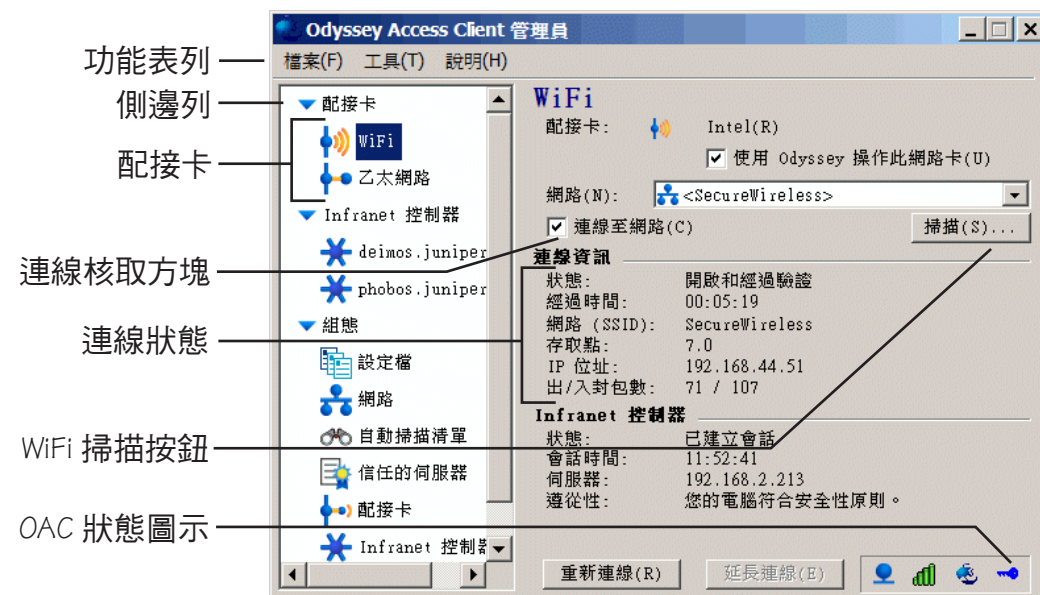 Odyssey Access Client 管理員
檔案(F) 工具(T) 說明(H)
功能表列
側邊列
配接卡
連線核取方塊
連線狀態
WiFi 掃描按鈕
OAC 狀態圖示
配接卡
WiFi
乙太網路
Infranet 控制器
deimos.juniper
phobos.juniper
組態
設定檔
網路
自動掃描清單
信任的伺服器
配接卡
Infranet 控制
WiFi
配接卡: Intel(R)
使用 Odyssey 操作此網路卡(U)
網路(N): <SecureWireless>
連線至網路(C) 掃描(S)...
連線資訊
狀態: 開啟和經過驗證
經過時間: 00:05:19
網路 (SSID): SecureWireless
存取點: 7.0
IP 位址: 192.168.44.51
出/入封包數: 71 / 107
Infranet 控制器
狀態: 已建立會話
會話時間: 11:52:41
伺服器: 192.168.2.213
遵從性: 您的電腦符合安全性原則。
重新連線(R) 延長連線(E)